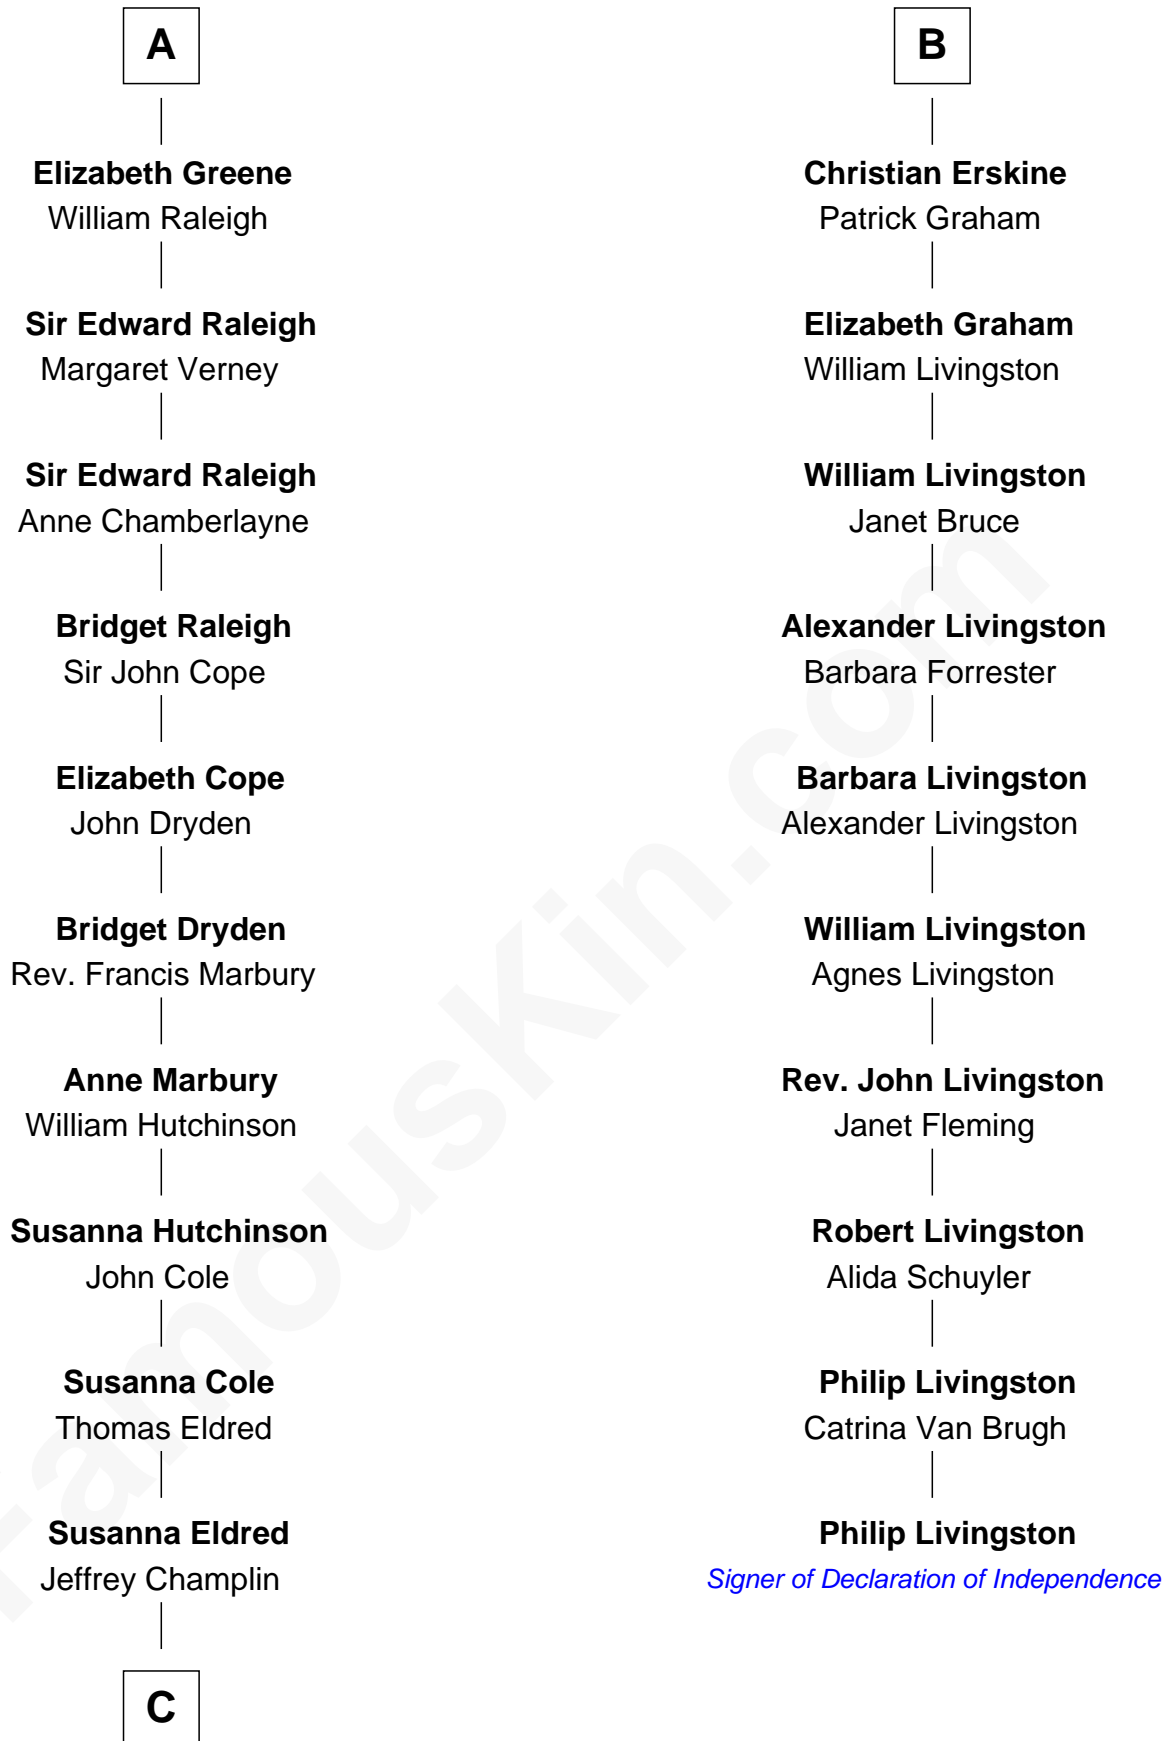 A
Elizabeth Greene
William Raleigh
Sir Edward Raleigh
Margaret Verney
Sir Edward Raleigh
Anne Chamberlayne
Bridget Raleigh
Sir John Cope
Elizabeth Cope
John Dryden
Bridget Dryden
Rev. Francis Marbury
Anne Marbury
William Hutchinson
Susanna Hutchinson
John Cole
Susanna Cole
Thomas Eldred
Susanna Eldred
Jeffrey Champlin
C
B
Christian Erskine
Patrick Graham
Elizabeth Graham
William Livingston
William Livingston
Janet Bruce
Alexander Livingston
Barbara Forrester
Barbara Livingston
Alexander Livingston
William Livingston
Agnes Livingston
Rev. John Livingston
Janet Fleming
Robert Livingston
Alida Schuyler
Philip Livingston
Catrina Van Brugh
Philip Livingston
Signer of Declaration of Independence
FamousKin.com